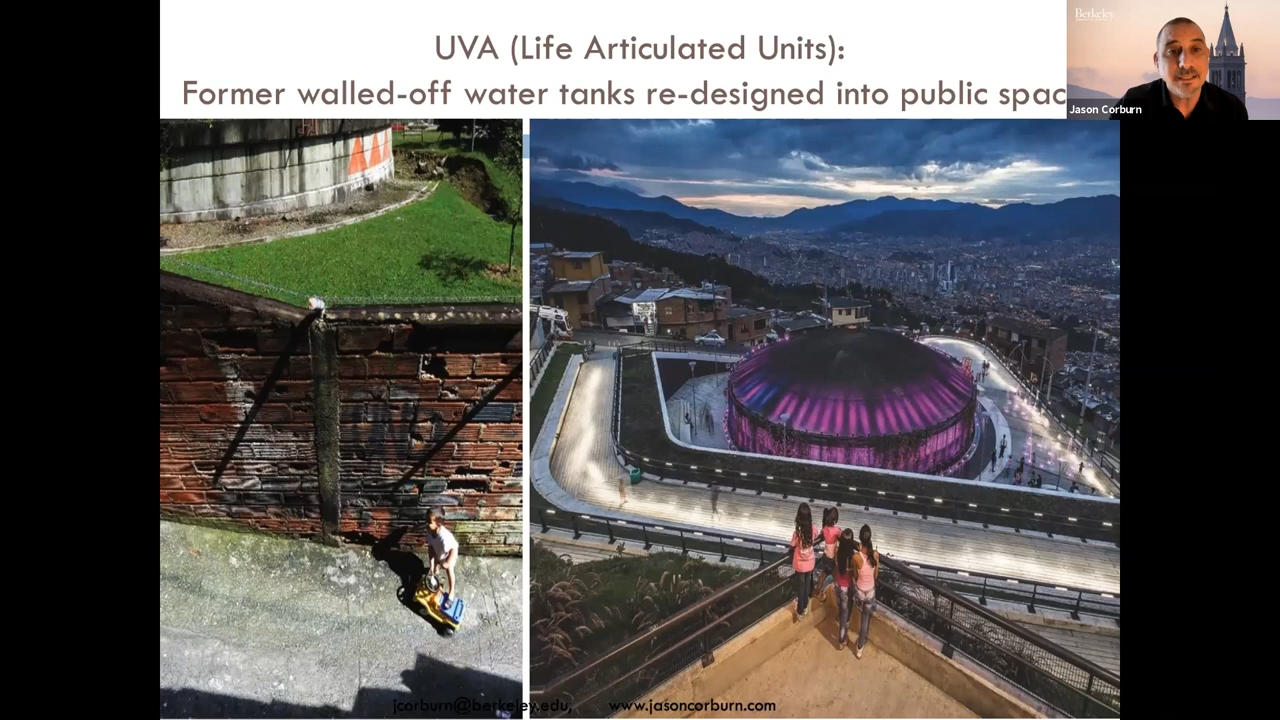 UVA (Life Articulated Units):
Former walled-off water tanks re-designed into public spac
Berkeley
Jason Corburn
jcorburn@berkeley.edu, www.jasoncorburn.com